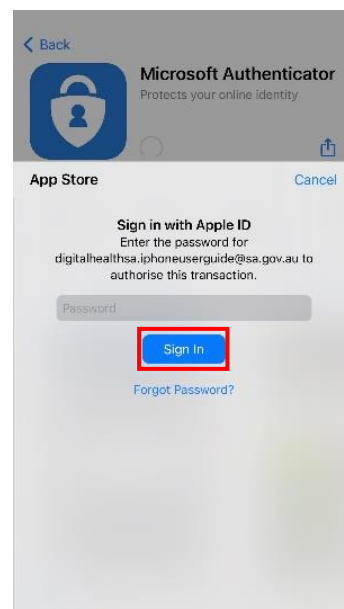 Back
Microsoft Authenticator
Protects your online identity
App Store
Cancel
Sign in with Apple ID
Enter the password for
digitalhealthsa.iphoneuserguide@sa.gov.au to
authorise this transaction.
Password
Sign In
Forgot Password?